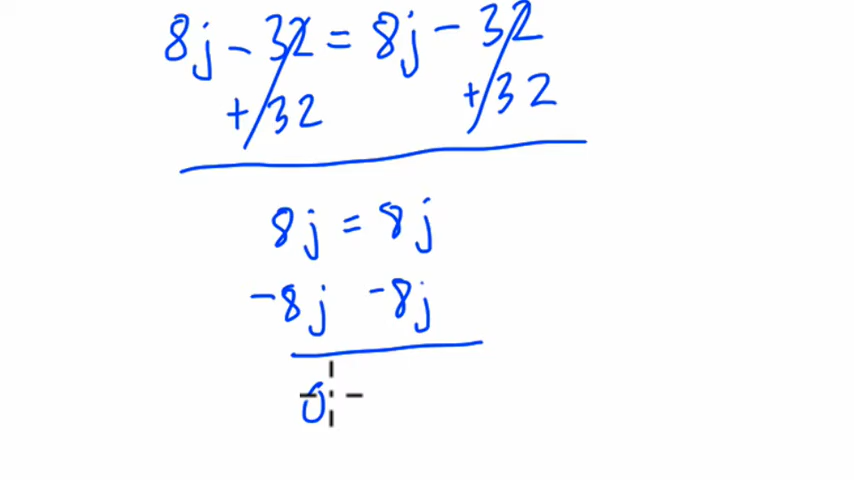 8j - 32 = 8j - 32
+32 +32
8j = 8j
-8j -8j
0